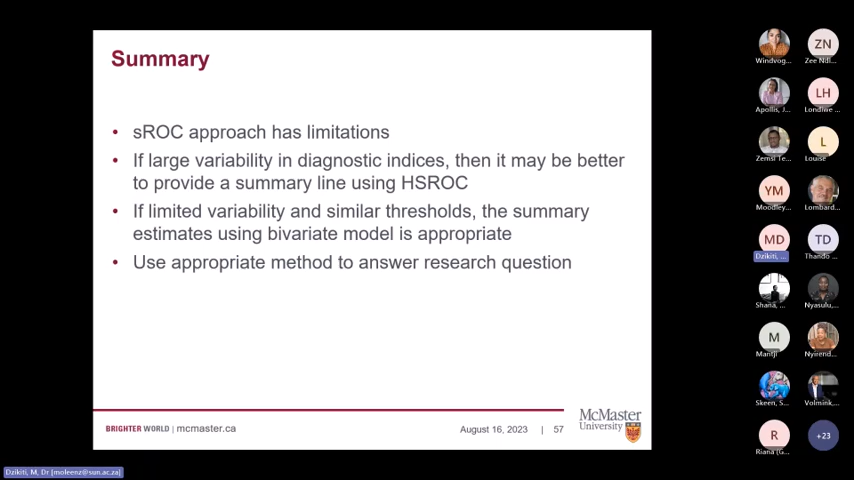 Summary
• sROC approach has limitations
• If large variability in diagnostic indices, then it may be better
to provide a summary line using HSROC
• If limited variability and similar thresholds, the summary
estimates using bivariate model is appropriate
• Use appropriate method to answer research question
BRIGHTER WORLD | mcmaster.ca
August 16, 2023 | 57
McMaster
University
Windvog...
ZN
Zee Ndl...
Apollis, J...
LH
Londiwe ...
Zemsi Te...
L
Louise
YM
Moodley...
Lombard...
MD
Dzikiti, ...
TD
Thando ...
Shana, ...
Nyasulu,...
M
Mantji
Nyirend...
Skeen, S...
Volmink,...
R
Riana (G...
+23
Dzikiti, M, Dr [moleenz@sun.ac.za]